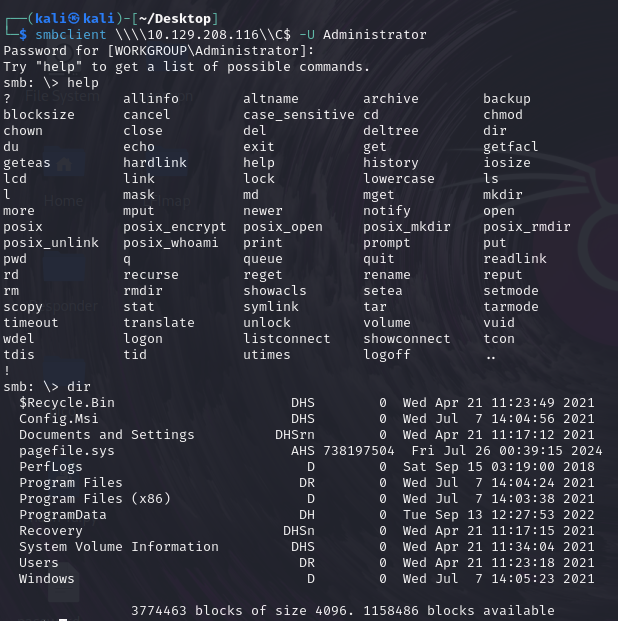 ┌──(kali㉿kali)-[~/Desktop]
└─$ smbclient \\\\10.129.208.116\\C$ -U Administrator
Password for [WORKGROUP\Administrator]:
Try "help" to get a list of possible commands.
smb: \> help
?              allinfo        altname        archive        backup
blocksize      cancel         case_sensitive cd             chmod
chown          close          del            deltree        dir
du             echo           exit           get            getfacl
geteas         hardlink       help           history        iosize
lcd            link           lock           lowercase      ls
l              mask           md             mget           mkdir
more           mput           newer          notify         open
posix          posix_encrypt  posix_open     posix_mkdir    posix_rmdir
posix_unlink   posix_whoami   print          prompt         put
pwd            q              queue          quit           readlink
rd             recurse        reget          rename         reput
rm             rmdir          showacls       setea          setmode
scopy          stat           symlink        tar            tarmode
timeout        translate      unlock         volume         vuid
wdel           logon          listconnect    showconnect    tcon
tdis           tid            utimes         logoff         ..
!
smb: \> dir
  $Recycle.Bin                      DHS        0  Wed Apr 21 11:23:49 2021
  Config.Msi                        DHS        0  Wed Jul  7 14:04:56 2021
  Documents and Settings          DHSrn        0  Wed Apr 21 11:17:12 2021
  pagefile.sys                      AHS 738197504  Fri Jul 26 00:39:15 2024
  PerfLogs                            D        0  Sat Sep 15 03:19:00 2018
  Program Files                      DR        0  Wed Jul  7 14:04:24 2021
  Program Files (x86)                 D        0  Wed Jul  7 14:03:38 2021
  ProgramData                        DH        0  Tue Sep 13 12:27:53 2022
  Recovery                         DHSn        0  Wed Apr 21 11:17:15 2021
  System Volume Information         DHS        0  Wed Apr 21 11:34:04 2021
  Users                              DR        0  Wed Apr 21 11:23:18 2021
  Windows                             D        0  Wed Jul  7 14:05:23 2021
                3774463 blocks of size 4096. 1158486 blocks available